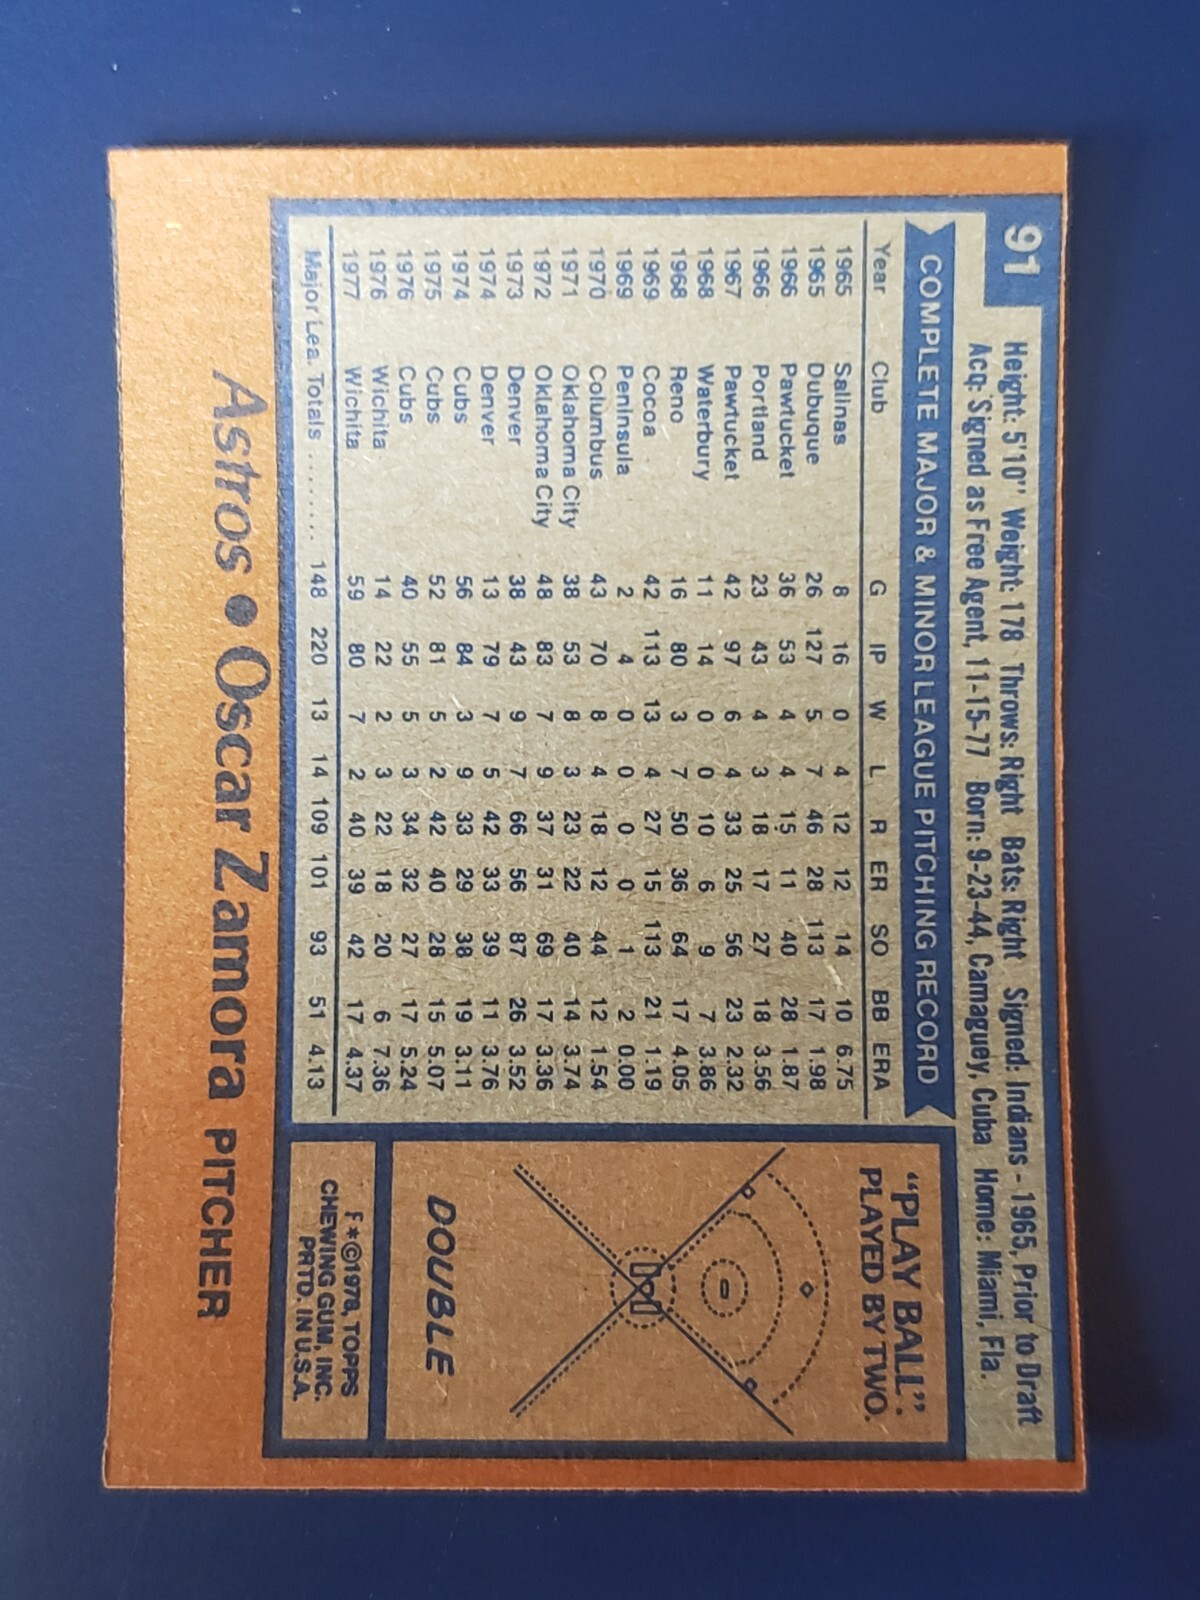 91
Height: 5'10" Weight: 178 Throws: Right Bats: Right Signed: Indians - 1965, Prior to Draft
Acq: Signed as Free Agent, 11-15-77 Born: 9-23-44, Camaguey, Cuba Home: Miami, Fla.
COMPLETE MAJOR & MINOR LEAGUE PITCHING RECORD
Year Club G IP W L R ER SO BB ERA
1965 Salinas 8 16 0 4 12 12 14 10 6.75
1965 Dubuque 26 127 5 7 46 28 113 17 1.98
1966 Pawtucket 36 53 4 4 15 11 40 28 1.87
1966 Portland 23 43 4 3 18 17 27 18 3.56
1967 Pawtucket 42 97 6 4 33 25 56 23 2.32
1968 Waterbury 11 14 0 0 10 6 9 7 3.86
1968 Reno 16 80 3 7 50 36 64 17 4.05
1969 Cocoa 42 113 13 4 27 15 113 21 1.19
1969 Peninsula 2 4 0 0 0 0 1 2 0.00
1970 Columbus 43 70 8 4 18 12 44 12 1.54
1971 Oklahoma City 38 53 8 3 23 22 40 14 3.74
1972 Oklahoma City 48 83 7 9 37 31 69 17 3.36
1973 Denver 38 43 9 7 66 56 87 26 3.52
1974 Denver 13 79 7 5 42 33 39 11 3.76
1974 Cubs 56 84 3 9 33 29 38 19 3.11
1975 Cubs 52 81 5 2 42 40 28 15 5.07
1976 Cubs 40 55 5 3 34 32 27 17 5.24
1976 Wichita 14 22 2 3 22 18 20 6 7.36
1977 Wichita 59 80 7 2 40 39 42 17 4.37
Major Lea. Totals ........ 148 220 13 14 109 101 93 51 4.13
"PLAY BALL":
PLAYED BY TWO.
DOUBLE
F*©1978, TOPPS
CHEWING GUM, INC.
PRTD. IN U.S.A.
Astros • Oscar Zamora PITCHER